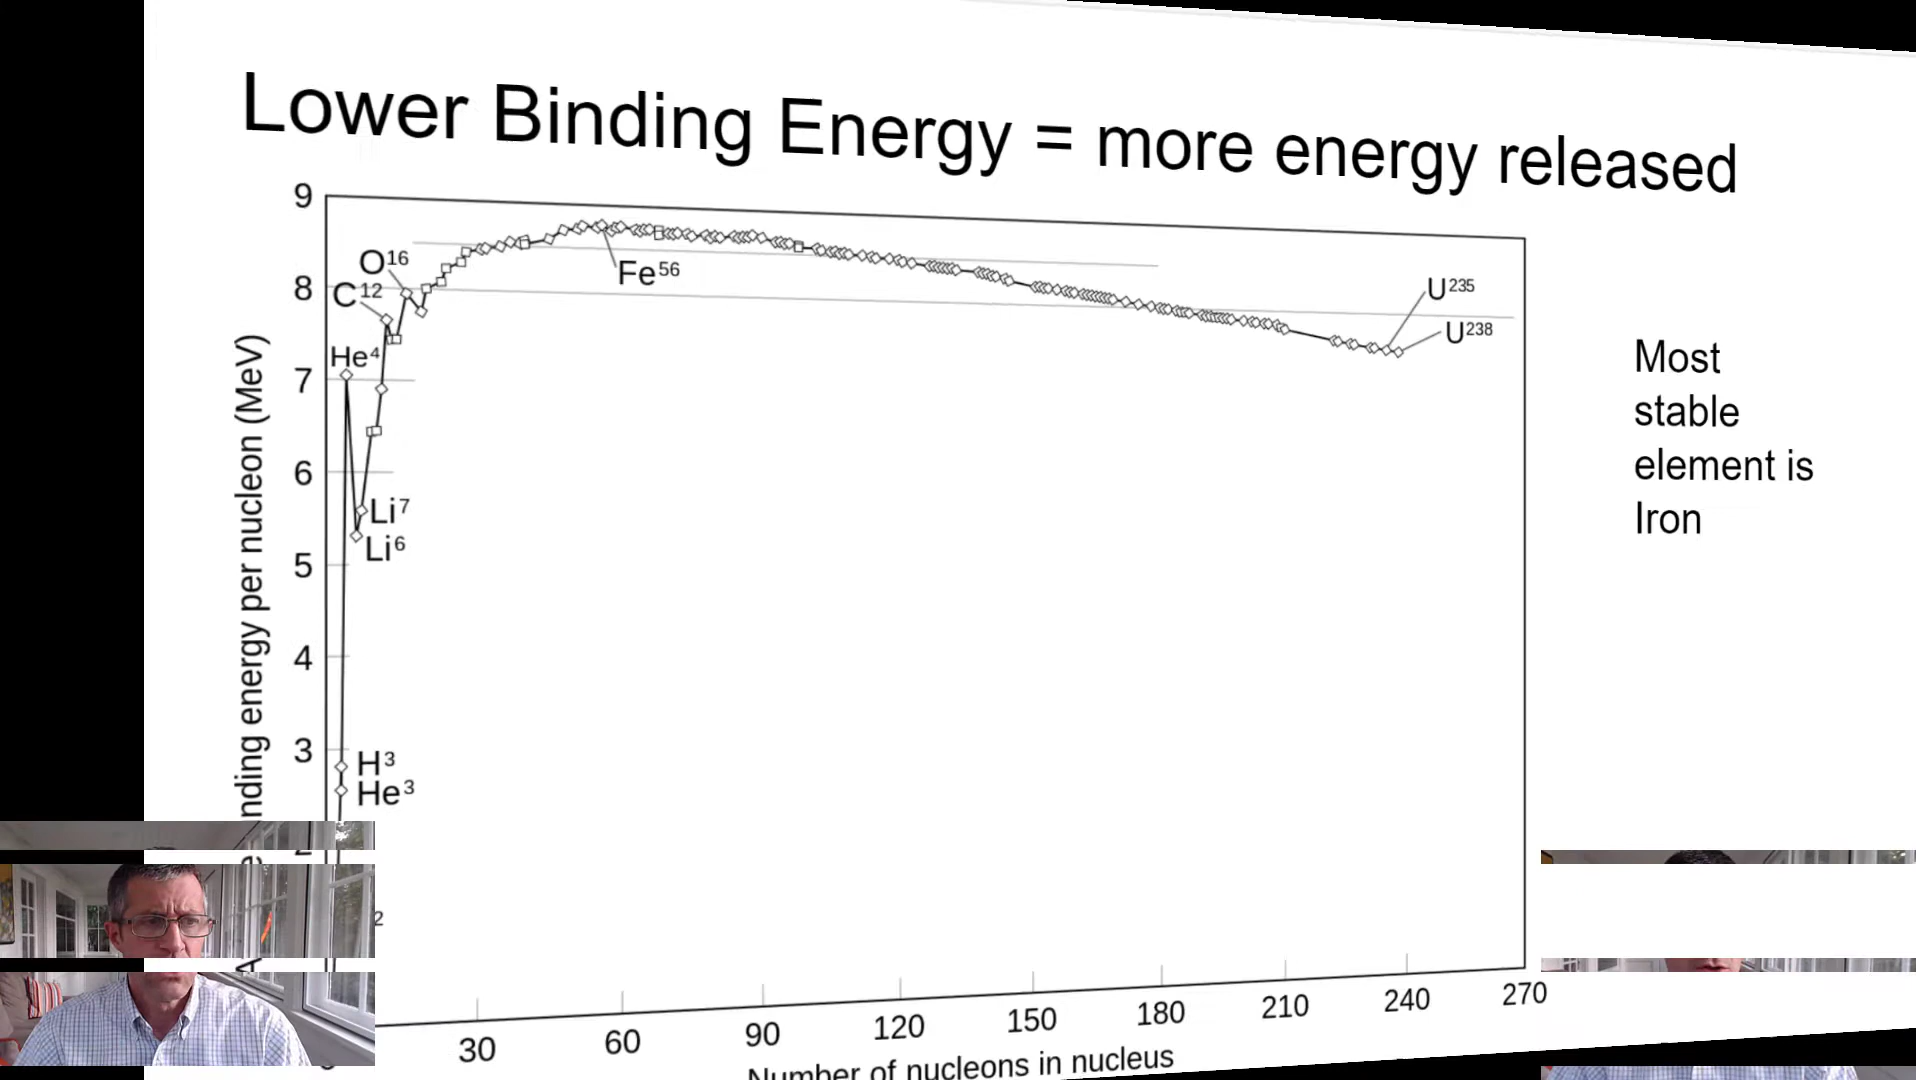 Lower Binding Energy = more energy released
9
8
7
6
5
4
3
O16
C12
He4
Li7
Li6
H3
He3
Fe56
U235
U238
Most
stable
element is
Iron
energy per nucleon (MeV)
30
60
90
120
150
180
210
240
270
Number of nucleons in nucleus